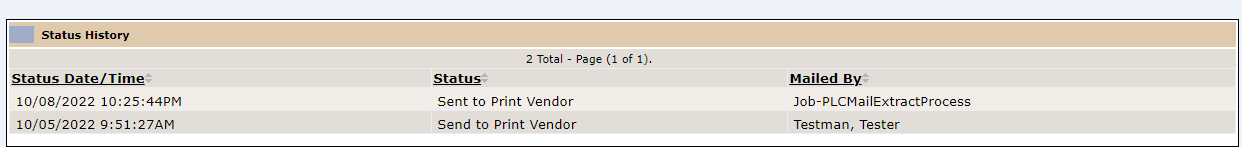 Status History
2 Total - Page (1 of 1).
Status Date/Time Status Mailed By
10/08/2022 10:25:44PM Sent to Print Vendor Job-PLCMailExtractProcess
10/05/2022 9:51:27AM Send to Print Vendor Testman, Tester